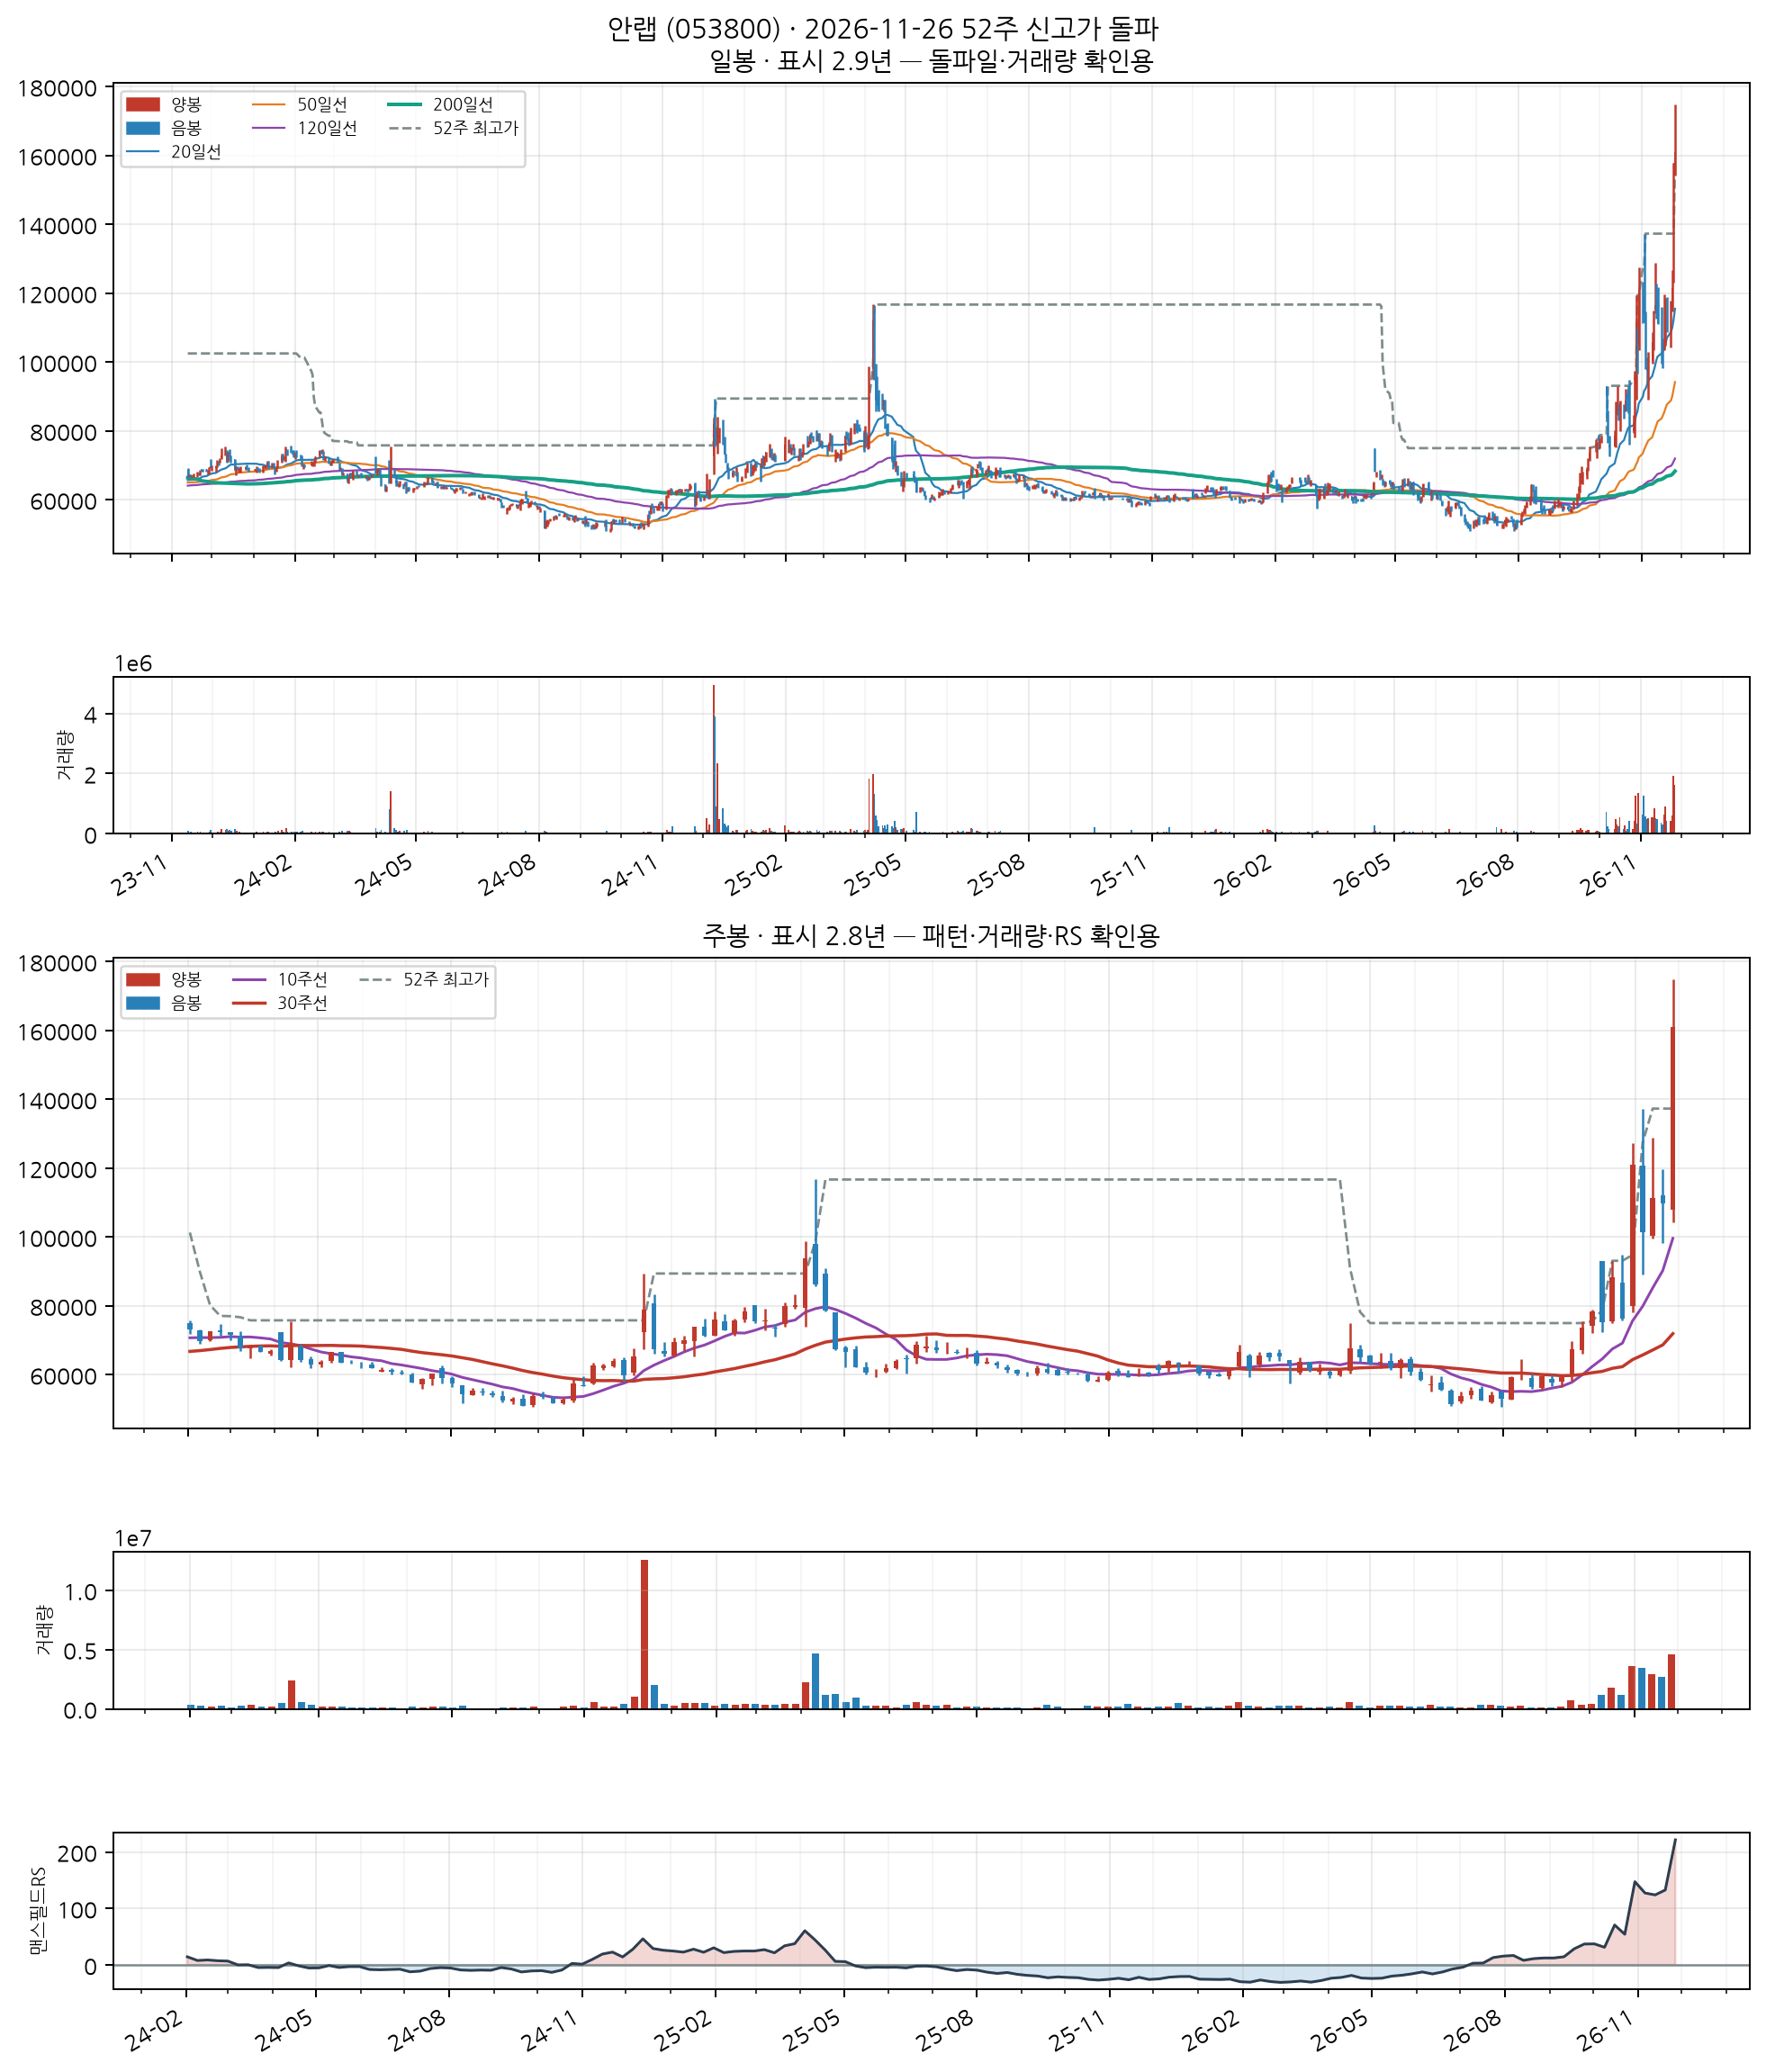 안랩 (053800) · 2026-11-26 52주 신고가 돌파
일봉 · 표시 2.9년 — 돌파일·거래량 확인용
양봉
음봉
20일선
50일선
120일선
200일선
52주 최고가
180000
160000
140000
120000
100000
80000
60000
1e6
거래량
4
2
0
23-11
24-02
24-05
24-08
24-11
25-02
25-05
25-08
25-11
26-02
26-05
26-08
26-11
주봉 · 표시 2.8년 — 패턴·거래량·RS 확인용
양봉
음봉
10주선
30주선
52주 최고가
180000
160000
140000
120000
100000
80000
60000
1e7
거래량
1.0
0.5
0.0
맨스필드RS
200
100
0
24-02
24-05
24-08
24-11
25-02
25-05
25-08
25-11
26-02
26-05
26-08
26-11